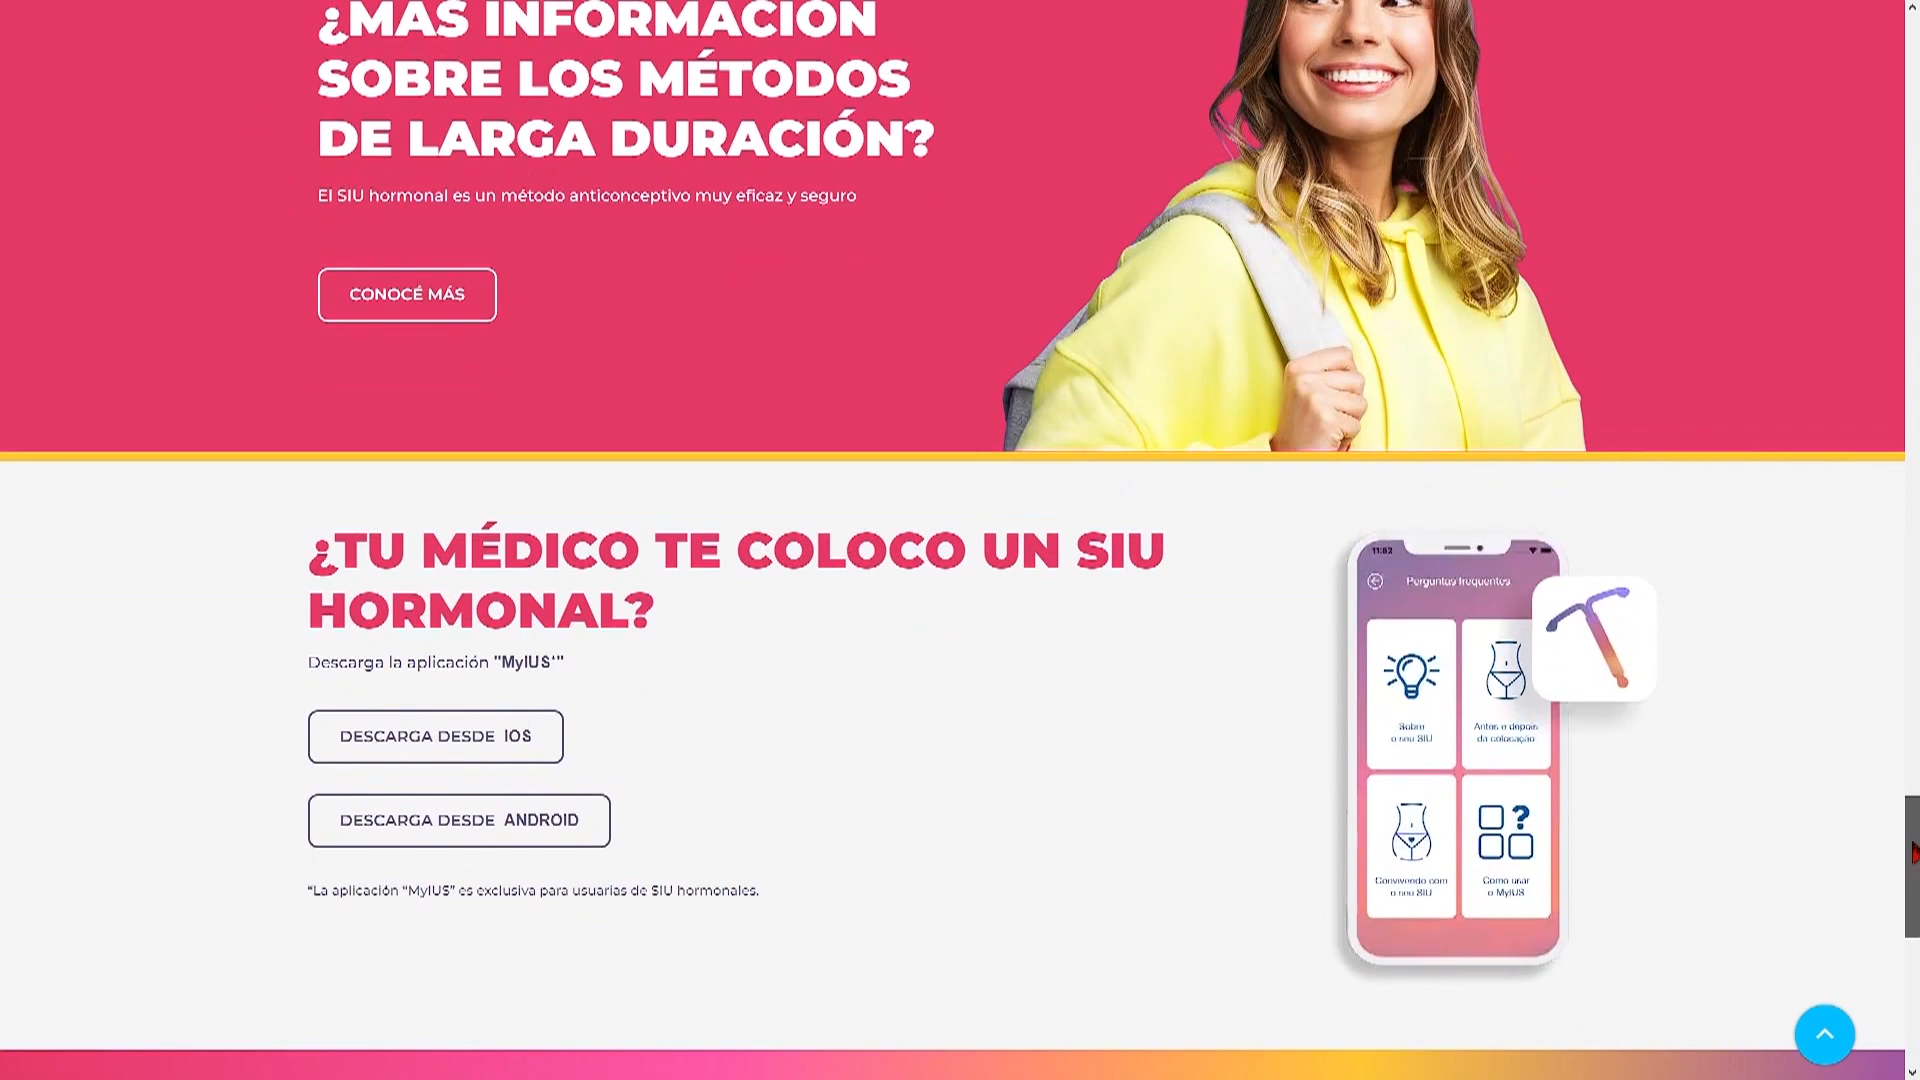 ¿MÁS INFORMACIÓN
SOBRE LOS MÉTODOS
DE LARGA DURACIÓN?
El SIU hormonal es un método anticonceptivo muy eficaz y seguro
CONOCÉ MÁS
¿TU MÉDICO TE COLOCO UN SIU
HORMONAL?
Descarga la aplicación "MyIUS*"
DESCARGA DESDE IOS
DESCARGA DESDE ANDROID
*La aplicación “MyIUS” es exclusiva para usuarias de SIU hormonales.
11:52
Perguntas frequentes
Sobre
o seu SIU
Antes e depois
da colocação
Convivendo com
o seu SIU
Como usar
o MyIUS